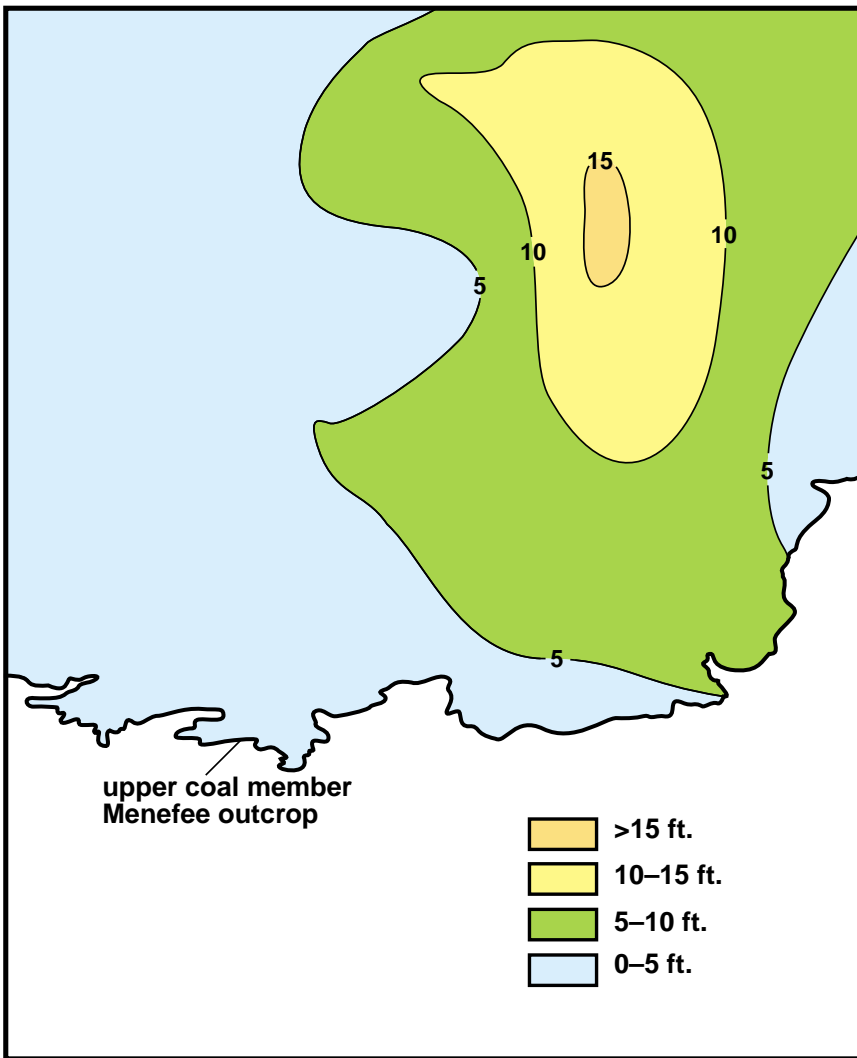 15
10
10
5
5
5
upper coal member
Menefee outcrop
>15 ft.
10–15 ft.
5–10 ft.
0–5 ft.